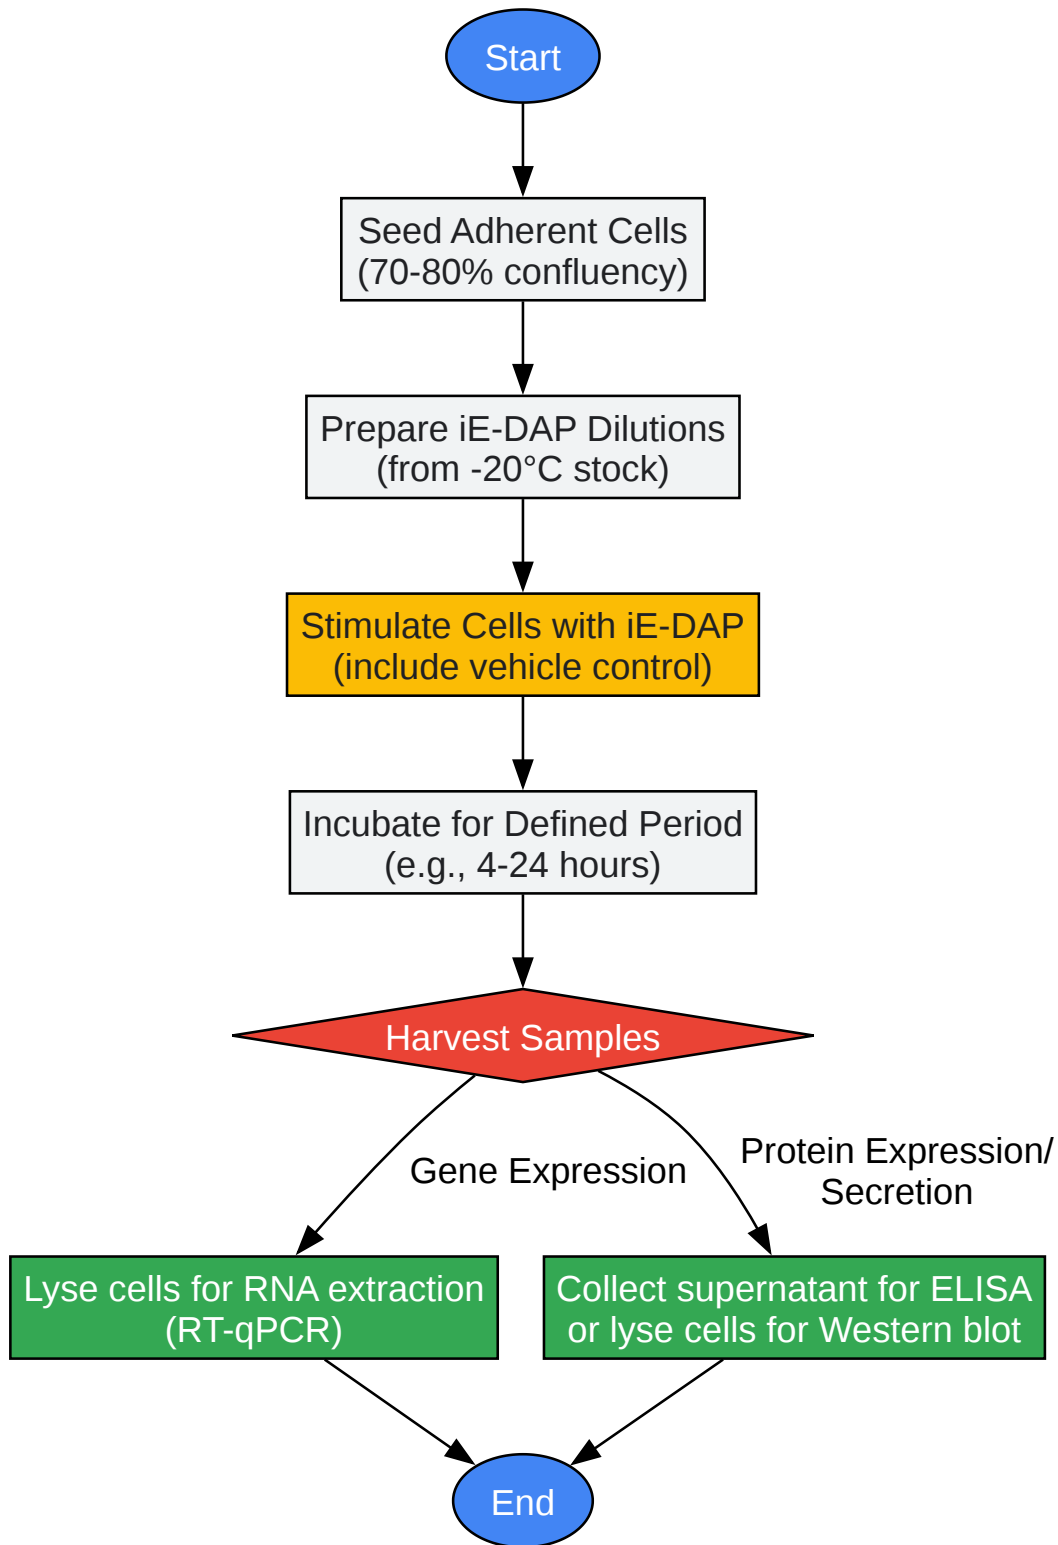 Start
Seed Adherent Cells
(70-80% confluency)
Prepare iE-DAP Dilutions
(from -20°C stock)
Stimulate Cells with iE-DAP
(include vehicle control)
Incubate for Defined Period
(e.g., 4-24 hours)
Harvest Samples
Gene Expression
Protein Expression/
Secretion
Lyse cells for RNA extraction
(RT-qPCR)
Collect supernatant for ELISA
or lyse cells for Western blot
End